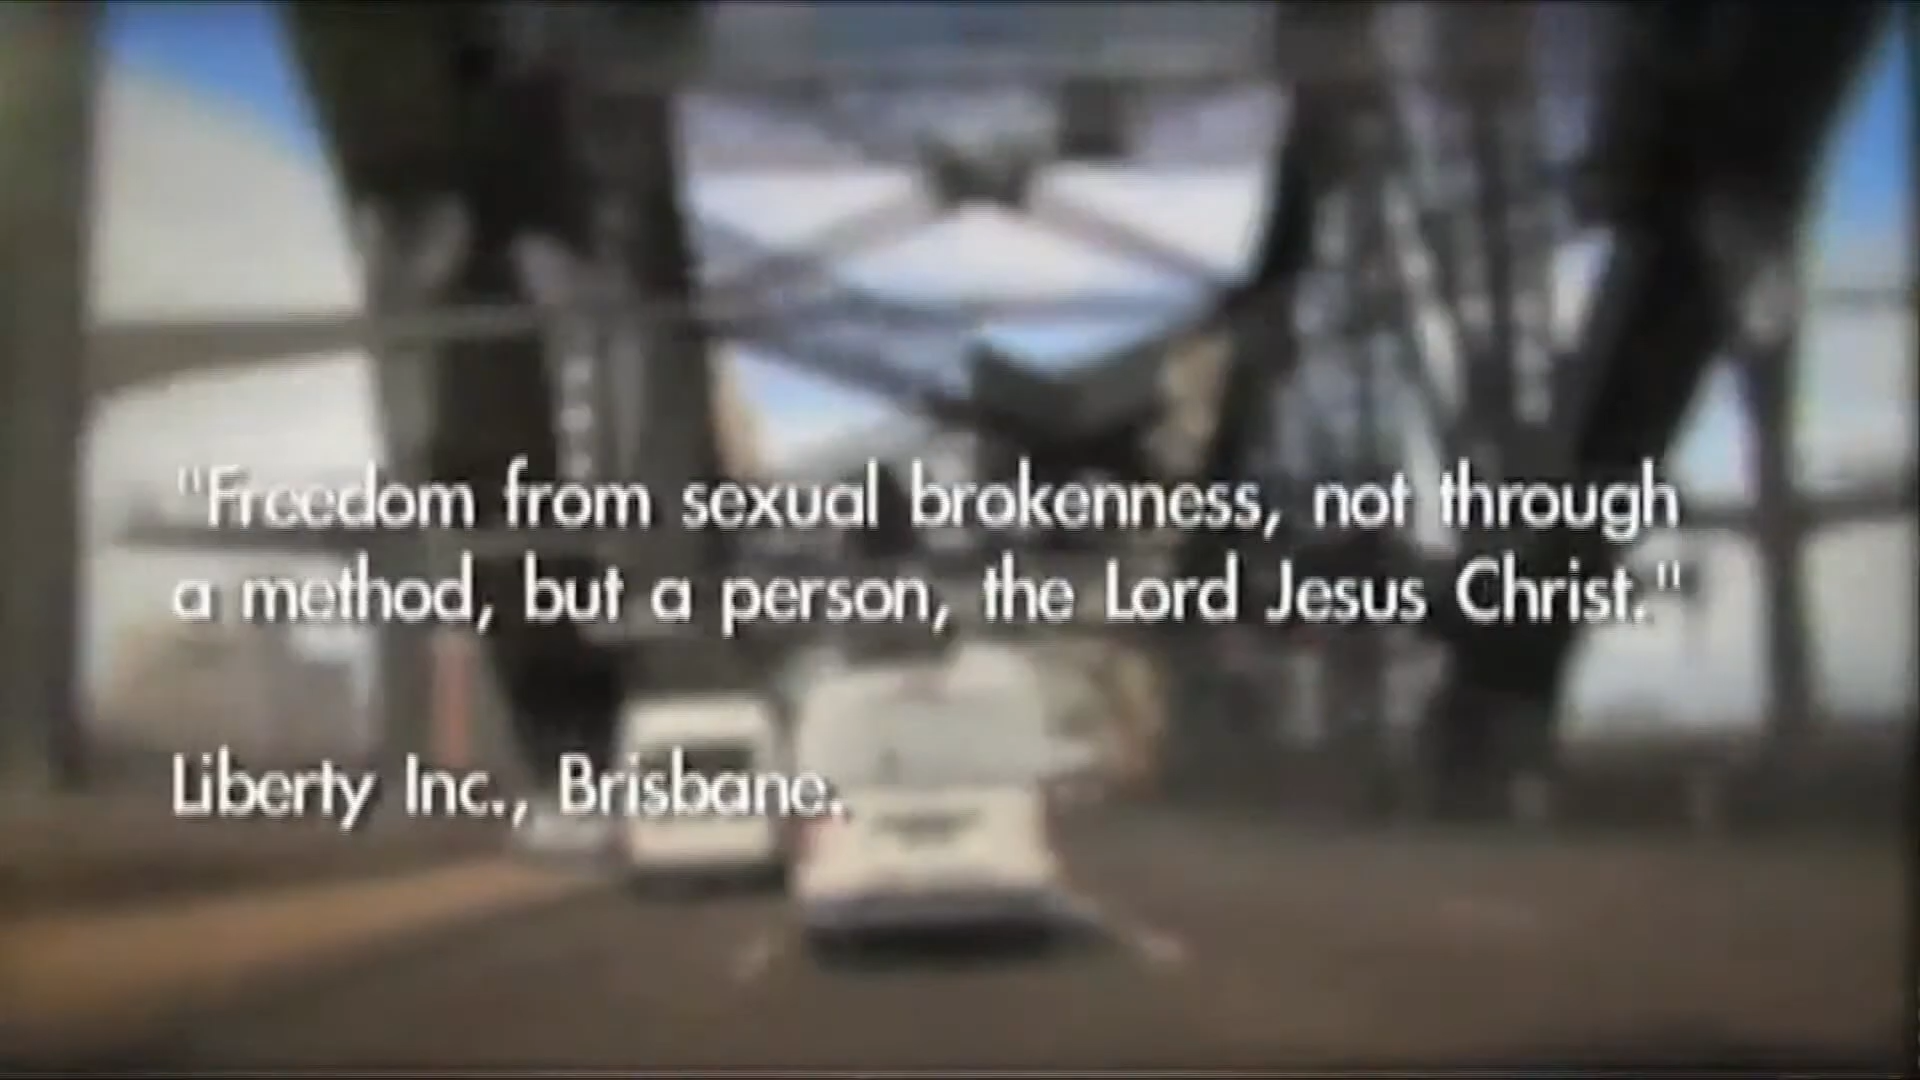 "Freedom from sexual brokenness, not through
a method, but a person, the Lord Jesus Christ."
Liberty Inc., Brisbane.